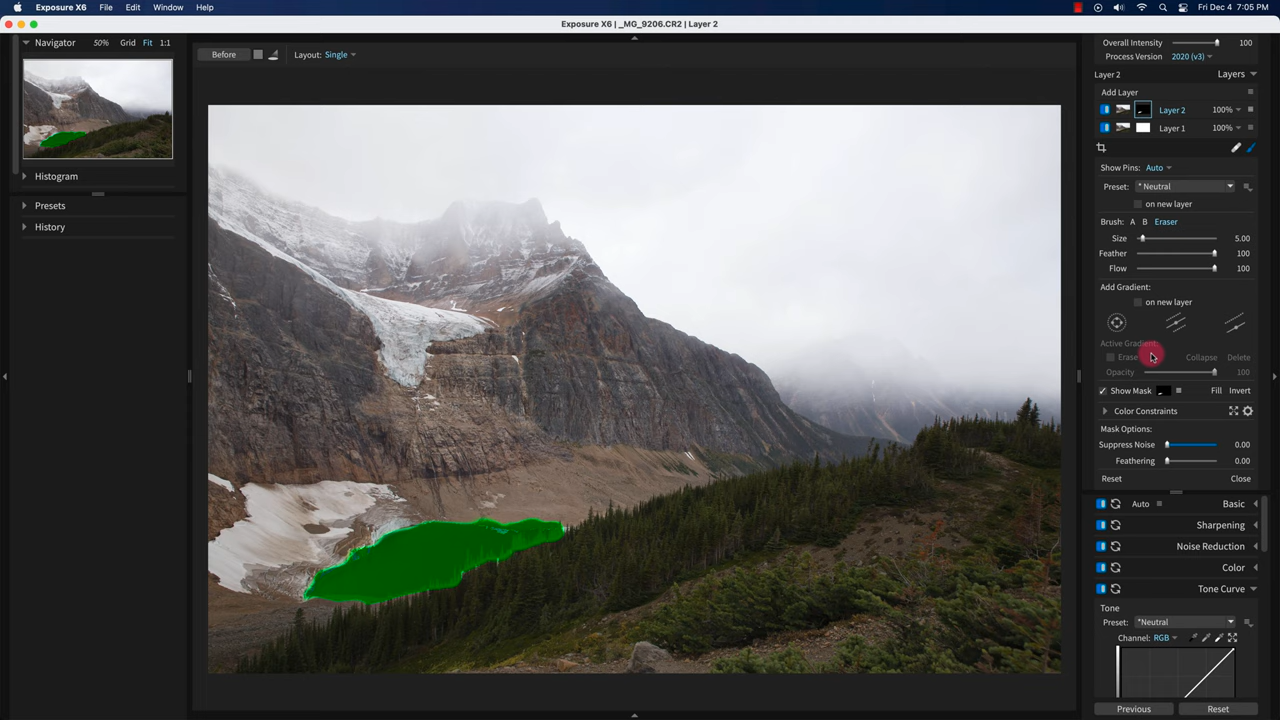 Exposure X6 File Edit Window Help Fri Dec 4 7:05 PM
Exposure X6 | _MG_9206.CR2 | Layer 2
Navigator 50% Grid Fit 1:1
Histogram
Presets
History
Before Layout: Single
Overall Intensity 100
Process Version 2020 (v3)
Layer 2 Layers
Add Layer
Layer 2 100%
Layer 1 100%
Show Pins: Auto
Preset: * Neutral
on new layer
Brush: A B Eraser
Size 5.00
Feather 100
Flow 100
Add Gradient:
on new layer
Active Gradient:
Erase Collapse Delete
Opacity 100
Show Mask Fill Invert
Color Constraints
Mask Options:
Suppress Noise 0.00
Feathering 0.00
Reset Close
Auto Basic
Sharpening
Noise Reduction
Color
Tone Curve
Tone
Preset: *Neutral
Channel: RGB
Previous Reset